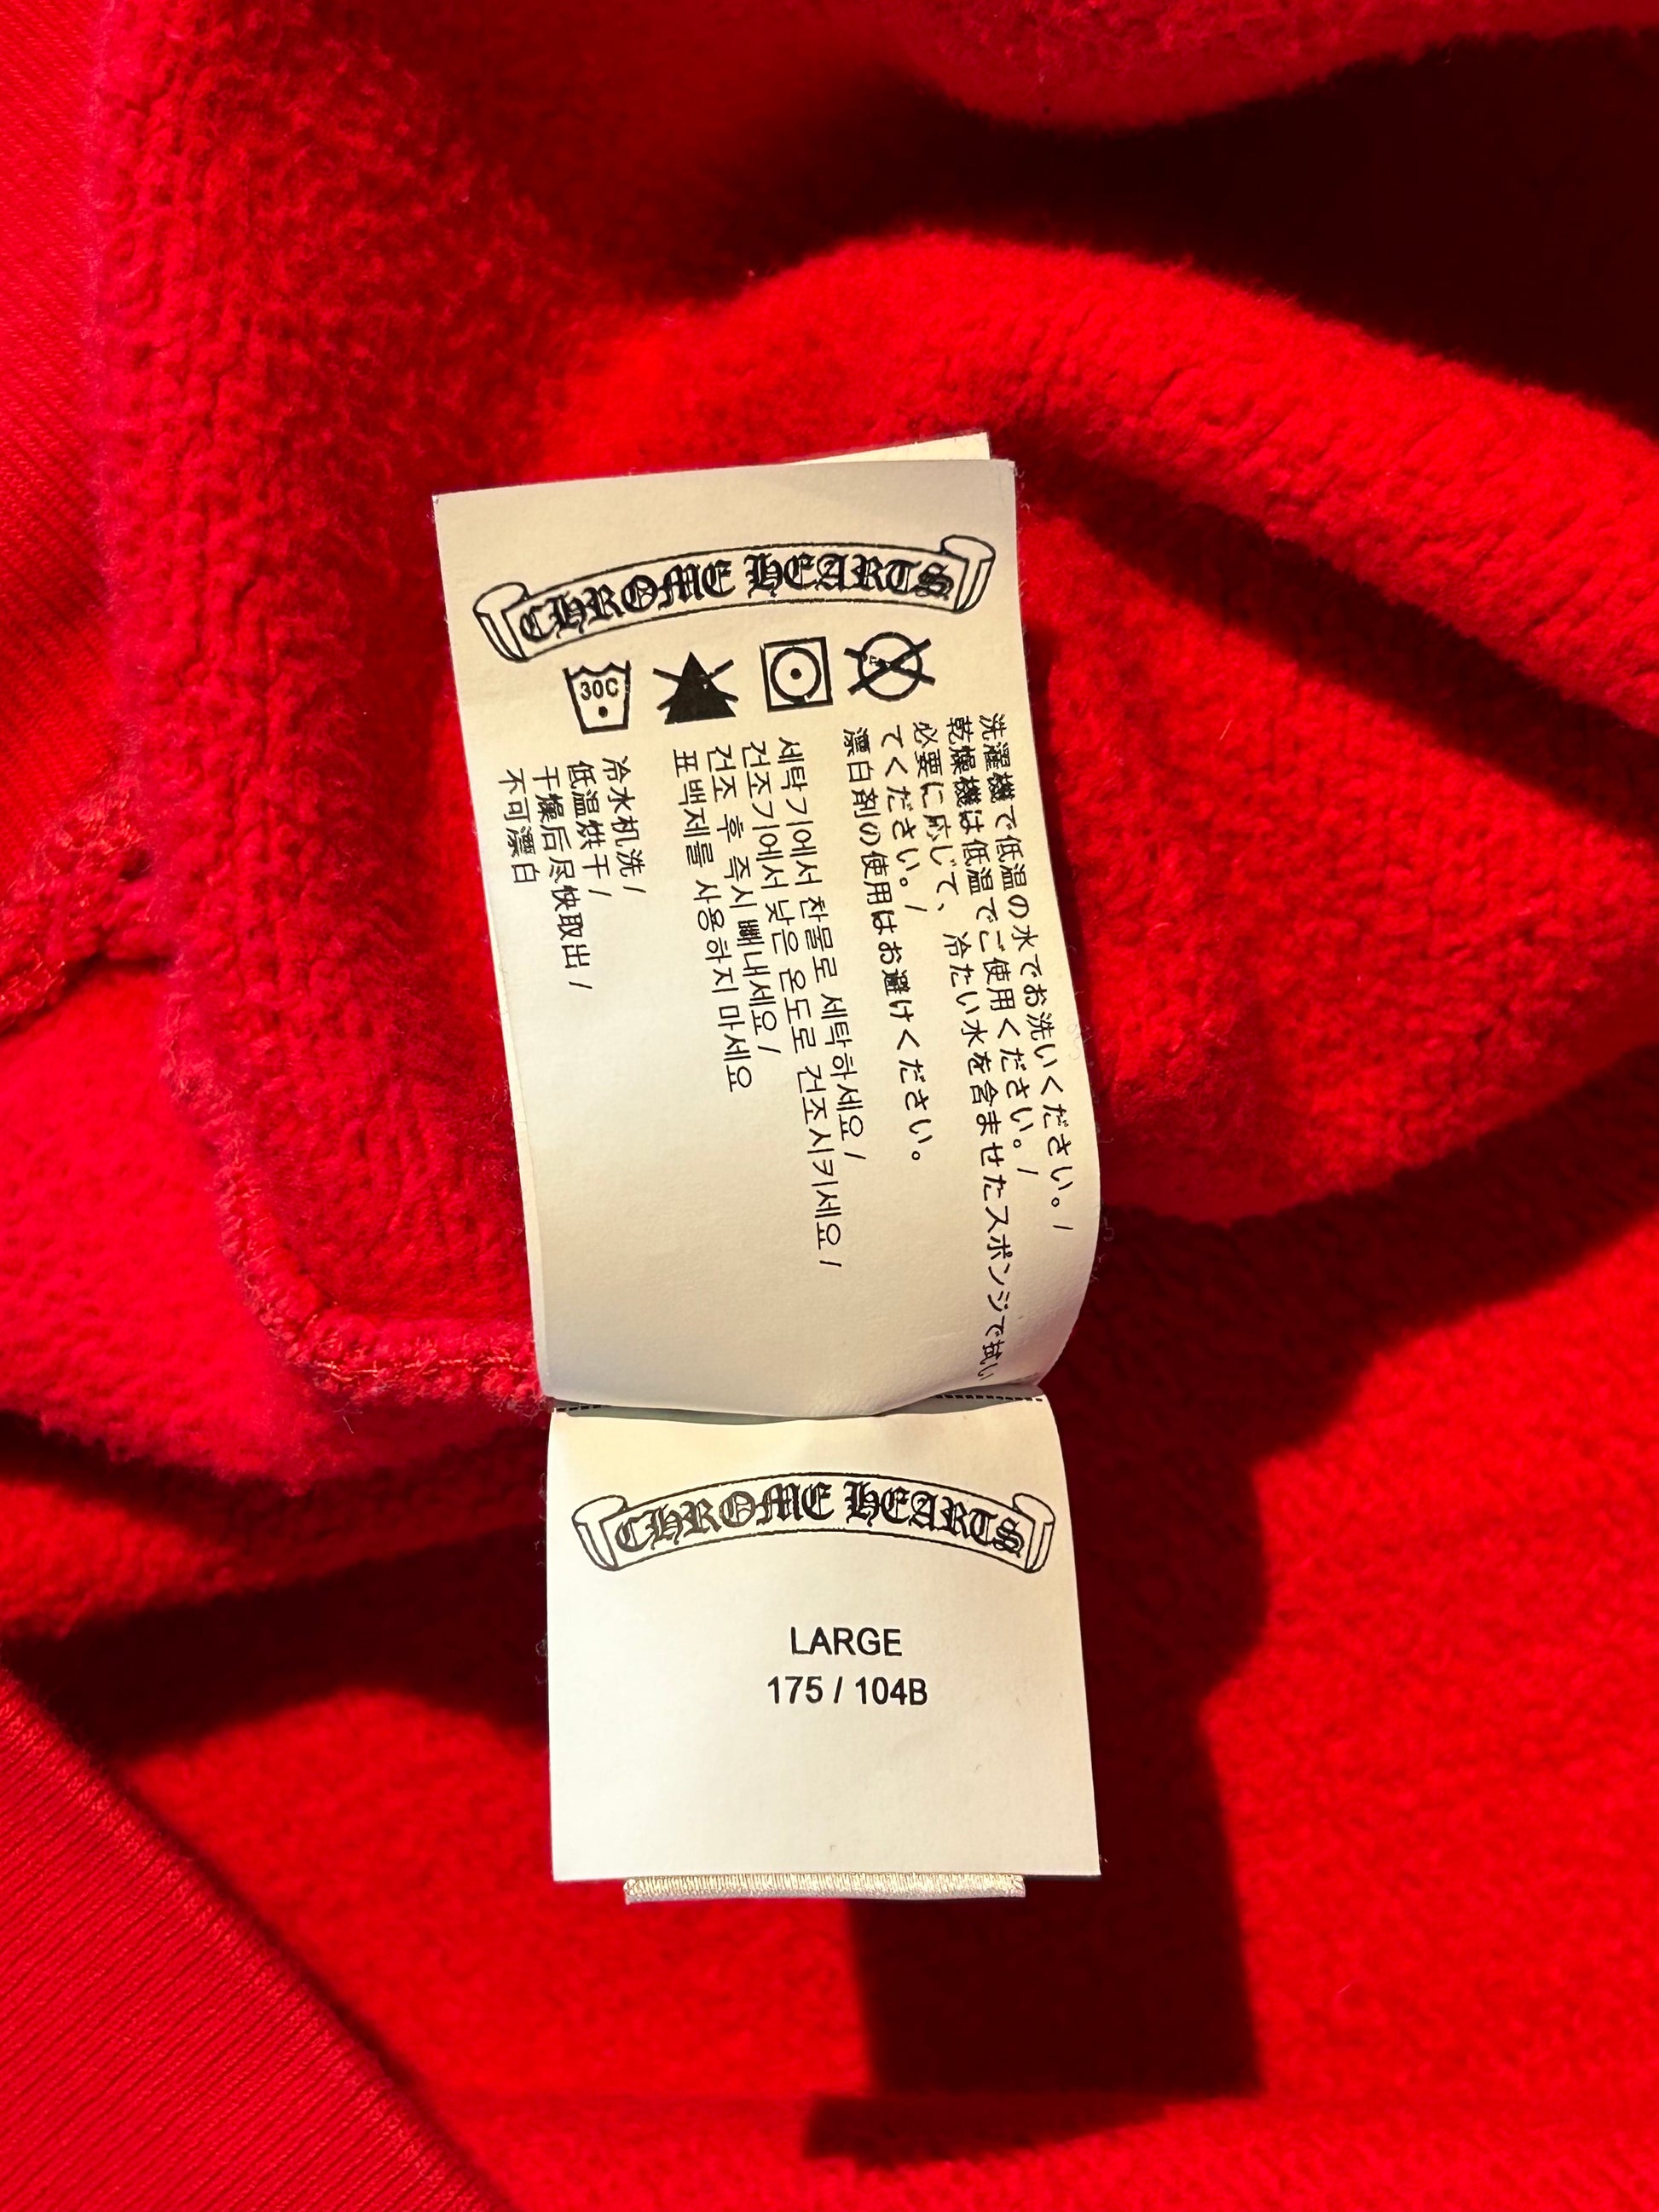 CHROME HEARTS
30C
洗濯機で低温の水でお洗いください。/
乾燥機は低温でご使用ください。/
必要に応じて、冷たい水を含ませたスポンジで拭い
てください。/
漂白剤の使用はお避けください。
세탁기에서 찬물로 세탁하세요 /
건조기에서 낮은 온도로 건조시키세요 /
건조 후 즉시 빼내세요 /
표백제를 사용하지 마세요
冷水机洗 /
低温烘干 /
干燥后尽快取出 /
不可漂白
CHROME HEARTS
LARGE
175 / 104B